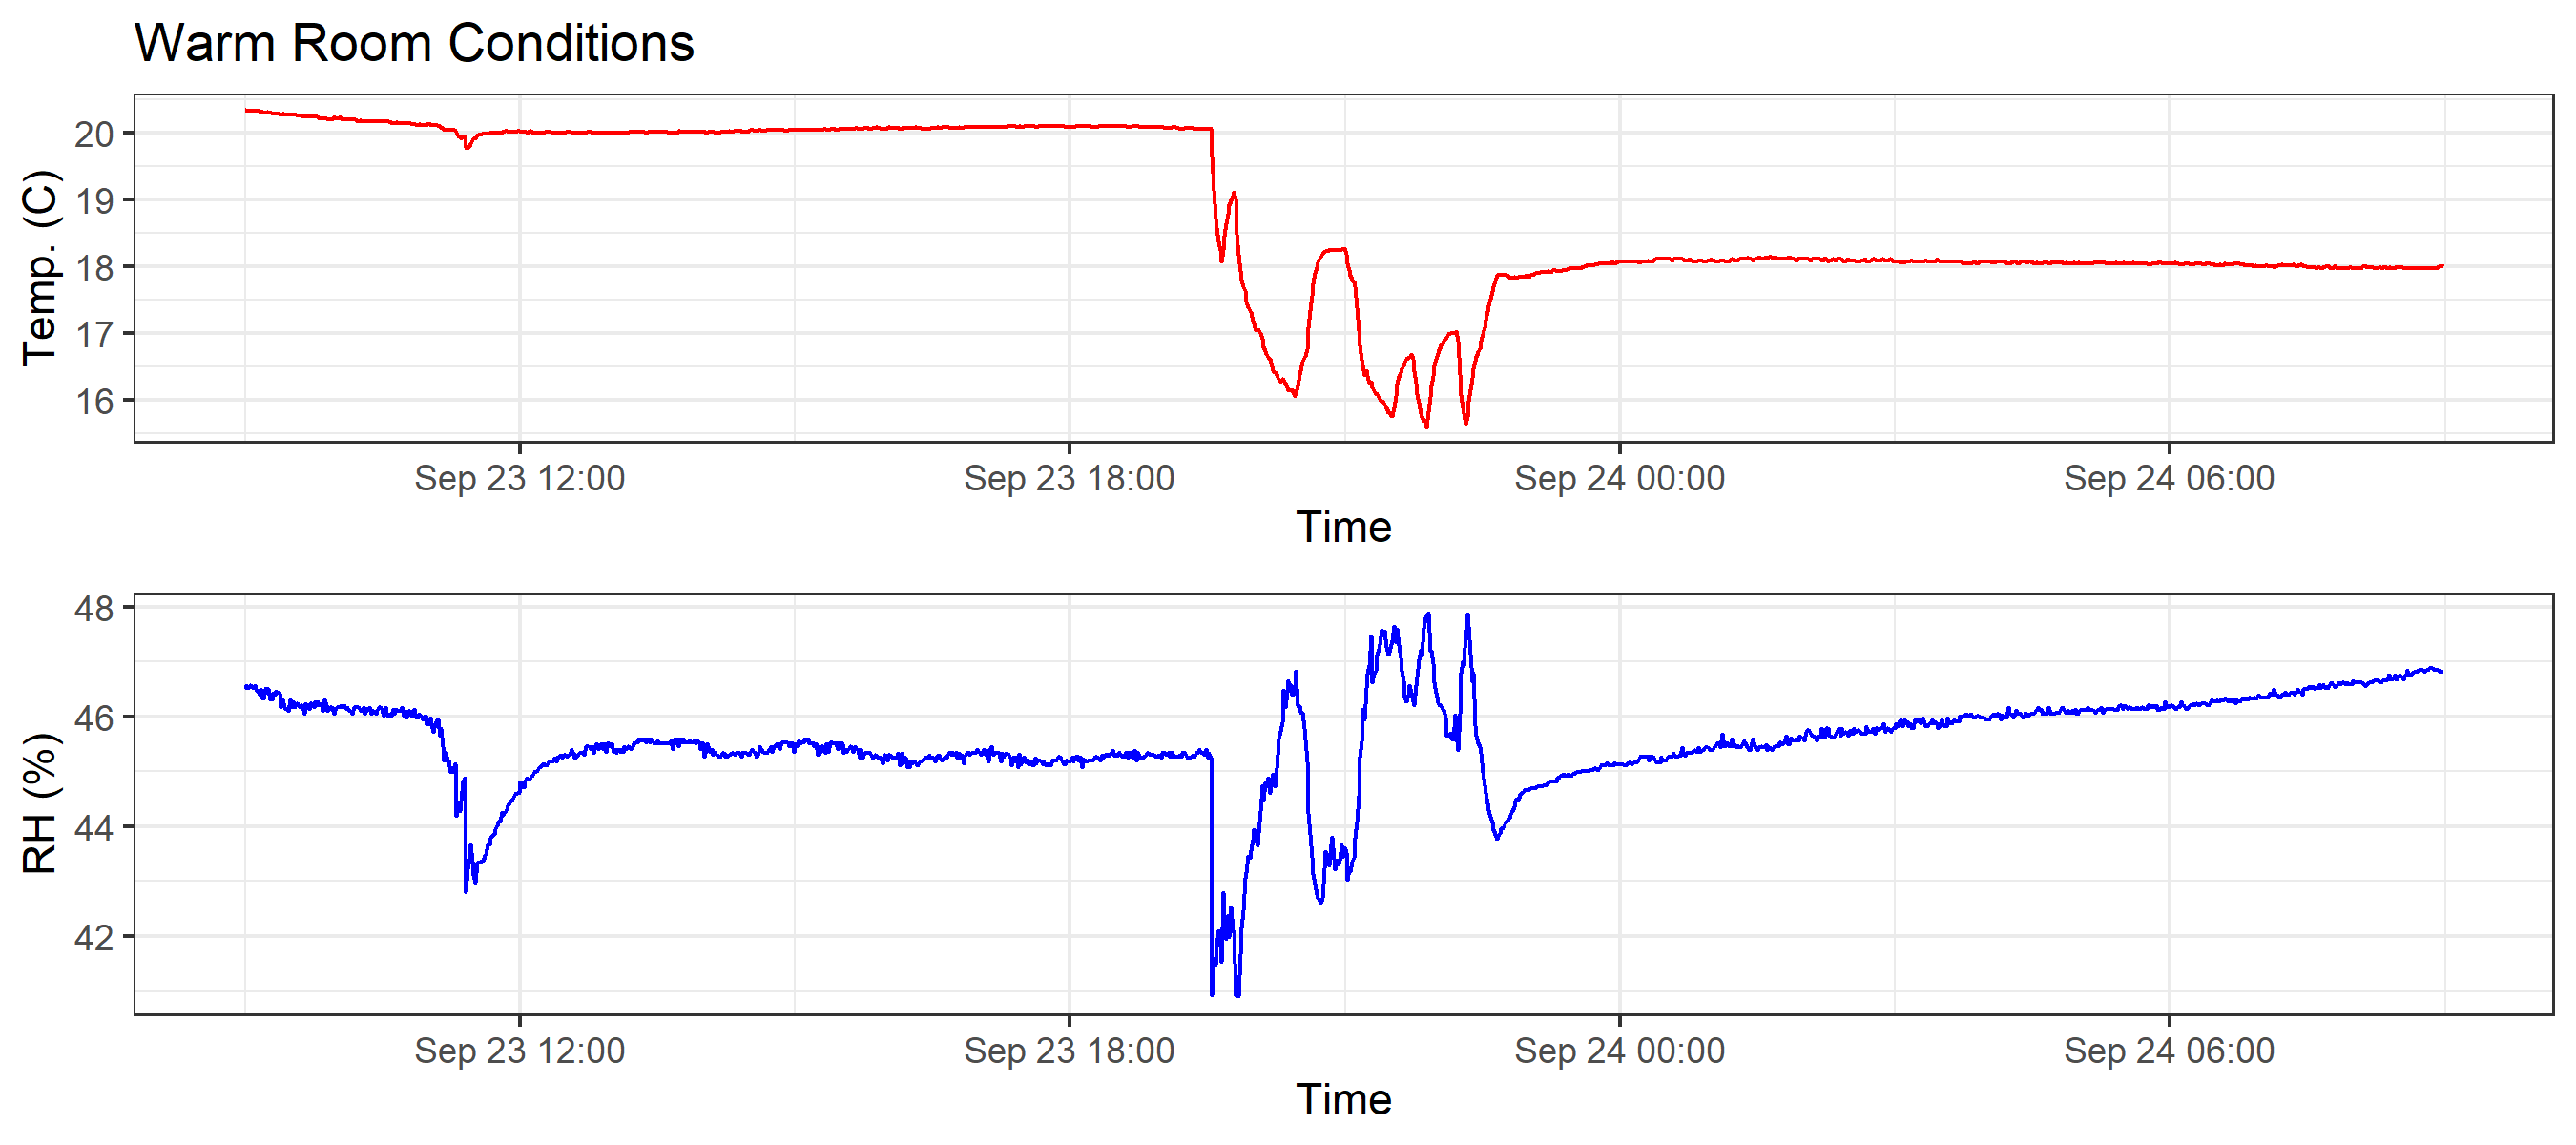 Warm Room Conditions
Temp. (C)
20
19
18
17
16
Sep 23 12:00 Sep 23 18:00 Sep 24 00:00 Sep 24 06:00
Time
RH (%)
48
46
44
42
Sep 23 12:00 Sep 23 18:00 Sep 24 00:00 Sep 24 06:00
Time